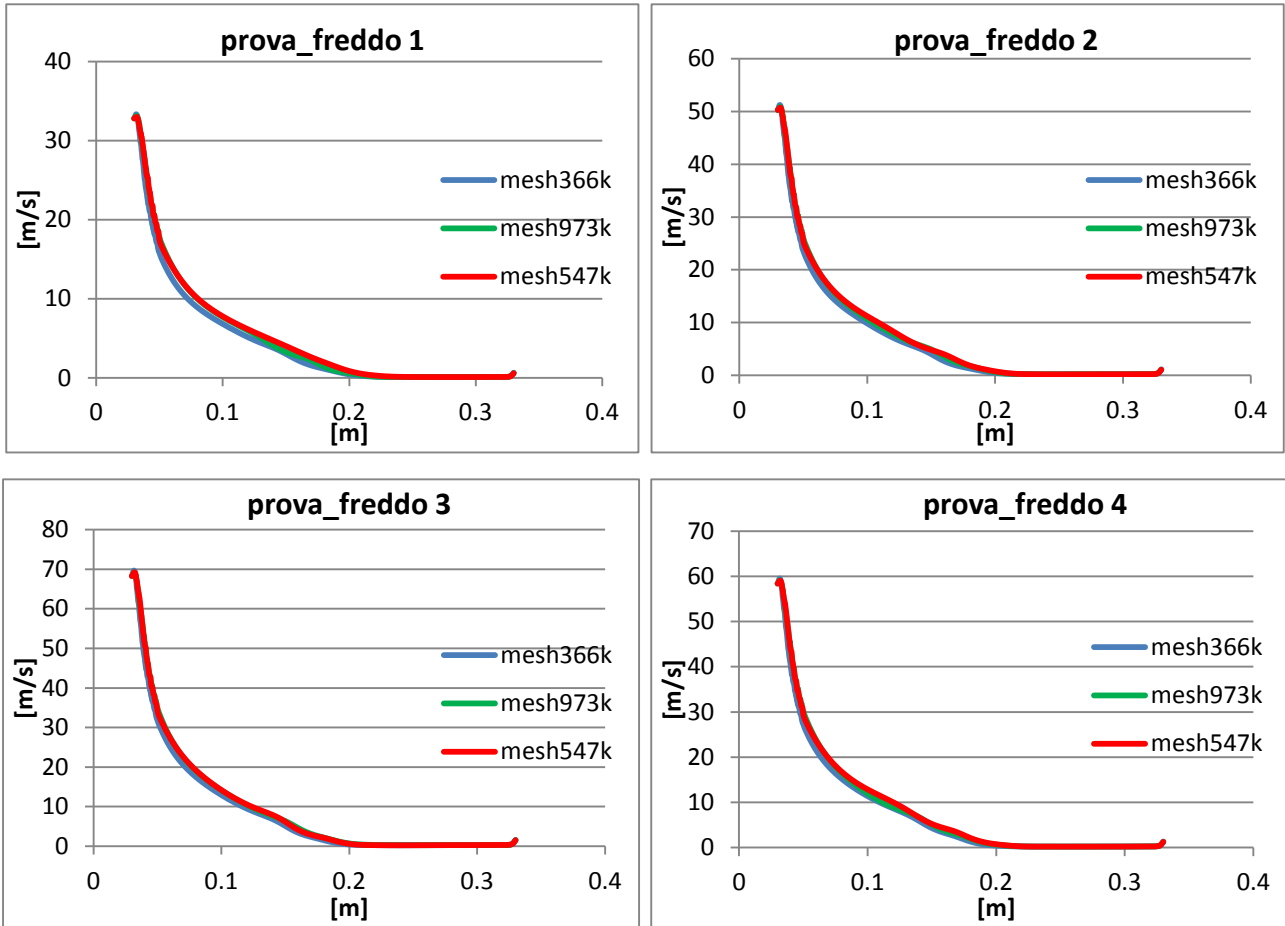 prova_freddo 1
40
30
20
10
0
[m/s]
mesh366k
mesh973k
mesh547k
0 0.1 0.2 0.3 0.4
[m]
prova_freddo 2
60
50
40
30
20
10
0
[m/s]
mesh366k
mesh973k
mesh547k
0 0.1 0.2 0.3 0.4
[m]
prova_freddo 3
80
70
60
50
40
30
20
10
0
[m/s]
mesh366k
mesh973k
mesh547k
0 0.1 0.2 0.3 0.4
[m]
prova_freddo 4
70
60
50
40
30
20
10
0
[m/s]
mesh366k
mesh973k
mesh547k
0 0.1 0.2 0.3 0.4
[m]